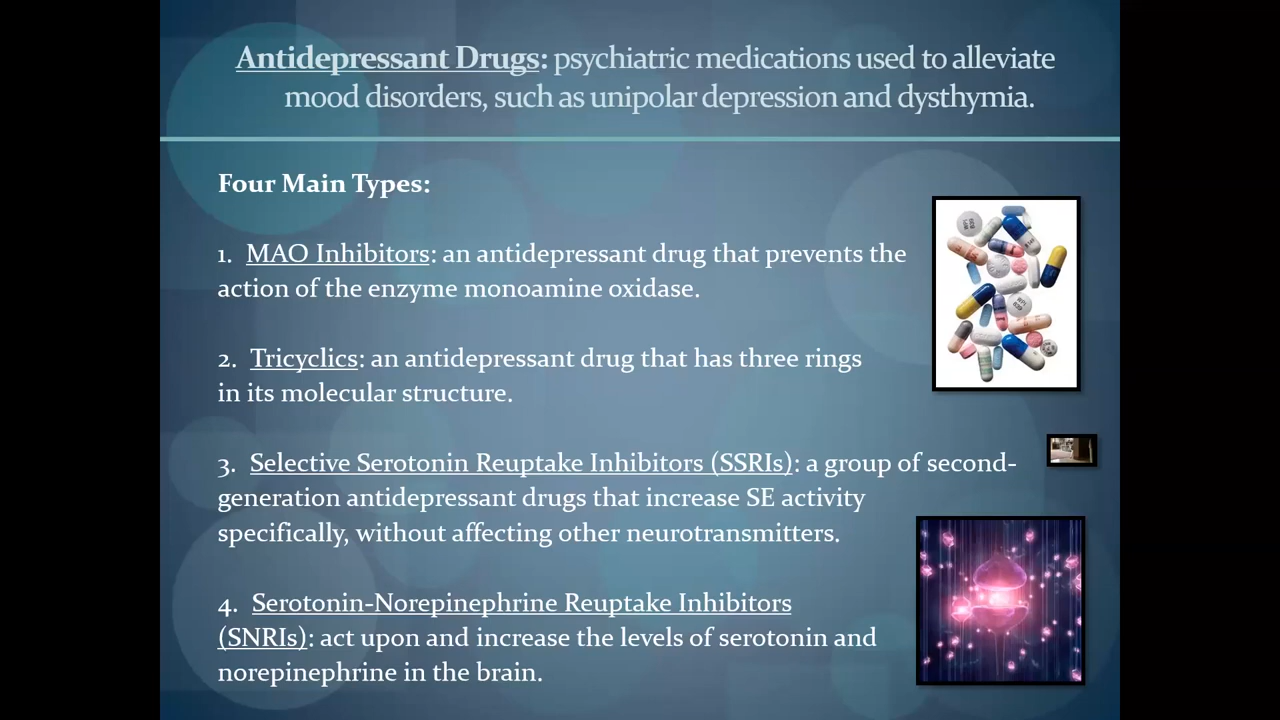 Antidepressant Drugs: psychiatric medications used to alleviate
mood disorders, such as unipolar depression and dysthymia.
Four Main Types:
1. MAO Inhibitors: an antidepressant drug that prevents the
action of the enzyme monoamine oxidase.
2. Tricyclics: an antidepressant drug that has three rings
in its molecular structure.
3. Selective Serotonin Reuptake Inhibitors (SSRIs): a group of second-
generation antidepressant drugs that increase SE activity
specifically, without affecting other neurotransmitters.
4. Serotonin-Norepinephrine Reuptake Inhibitors
(SNRIs): act upon and increase the levels of serotonin and
norepinephrine in the brain.